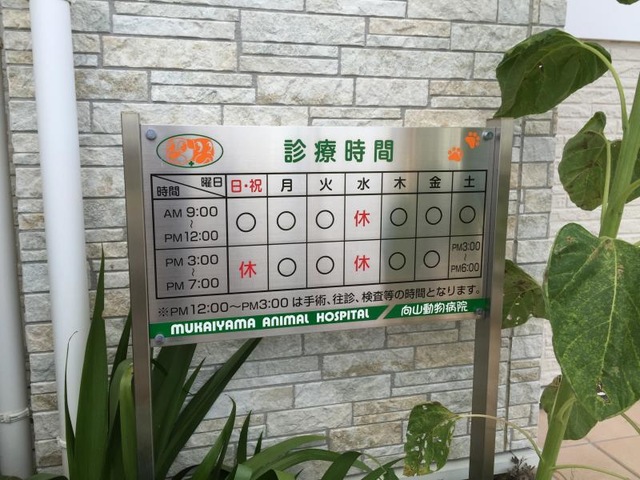 診療時間
曜日 時間 日・祝 月 火 水 木 金 土
AM 9:00 〜 PM12:00 ○ ○ ○ 休 ○ ○ ○
PM 3:00 〜 PM 7:00 休 ○ ○ 休 ○ ○ PM3:00 〜 PM6:00
※PM12:00〜PM3:00は手術、往診、検査等の時間となります。
MUKAIYAMA ANIMAL HOSPITAL / 向山動物病院